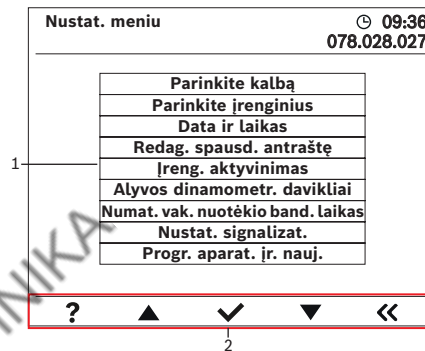 Nustat. meniu
09:36
078.028.027
Parinkite kalbą
Parinkite įrenginius
Data ir laikas
Redag. spausd. antraštę
1
Įreng. aktyvinimas
Alyvos dinamometr. davikliai
Numat. vak. nuotėkio band. laikas
Nustat. signalizat.
Progr. aparat. įr. nauj.
?
2
NIKA